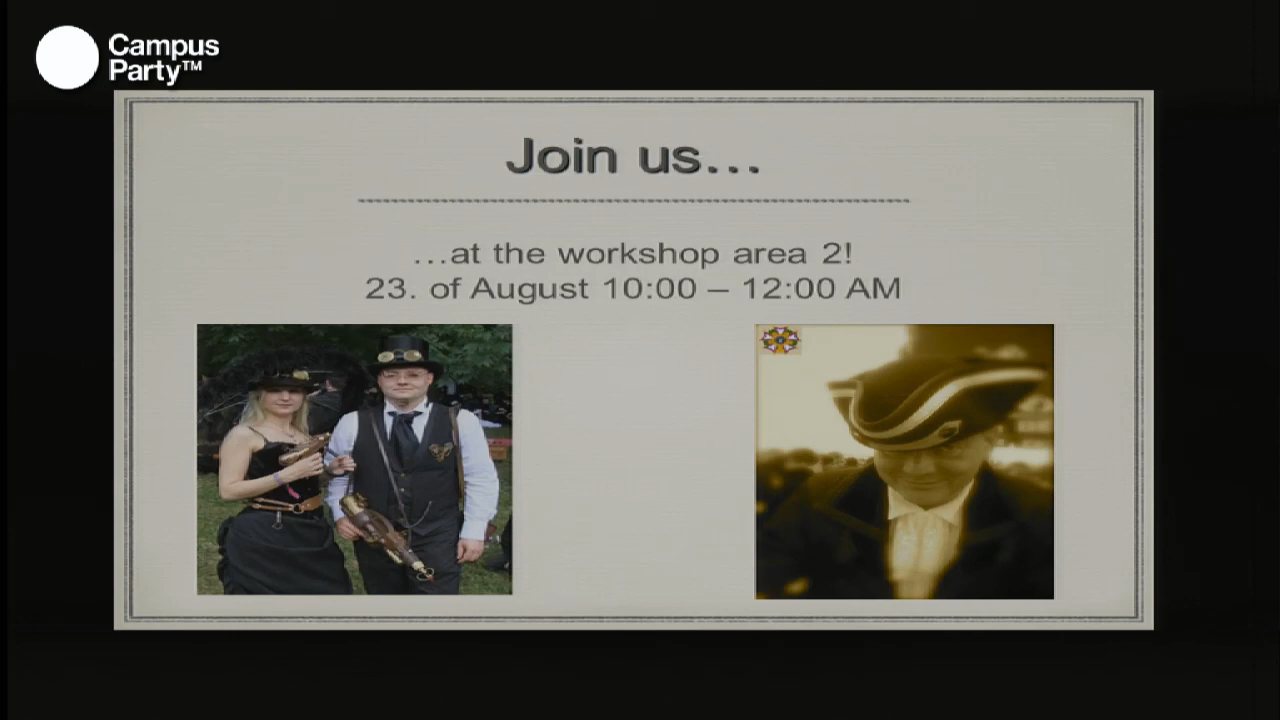 Campus
Party™
Join us...
...at the workshop area 2!
23. of August 10:00 – 12:00 AM